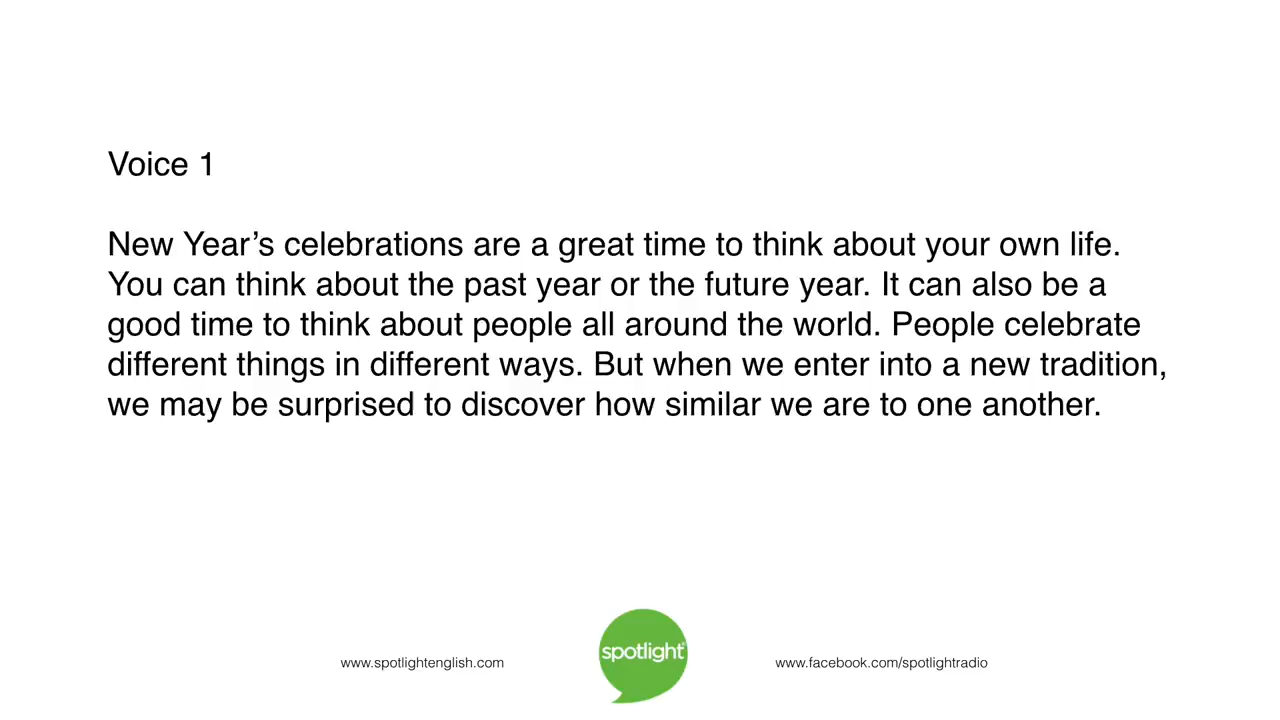 Voice 1
New Year’s celebrations are a great time to think about your own life.
You can think about the past year or the future year. It can also be a
good time to think about people all around the world. People celebrate
different things in different ways. But when we enter into a new tradition,
we may be surprised to discover how similar we are to one another.
www.spotlightenglish.com
spotlight®
www.facebook.com/spotlightradio